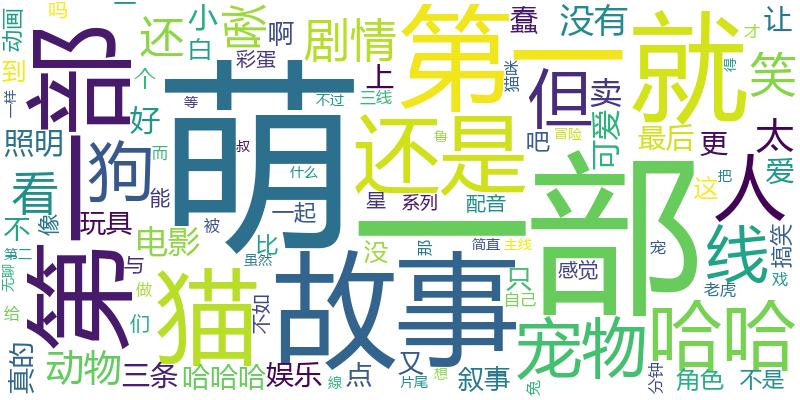 萌
第一部
一部
第一
就
故事
还是
猫
哈哈
人
但
宠物
线
狗
剧情
还
啾
看
笑
太
爱
电影
动物
照明
娱乐
三条
没有
可爱
卖
蠢
让
更
最后
这
搞笑
角色
不是
老虎
感觉
叙事
又
点
只
自己
哈哈哈
玩具
好
小
白
啊
彩蛋
上
吧
配音
系列
星
一起
能
比
没
那
简直
主线
不如
虽然
被
与
做
们
真的
给
无聊
第二
不
像
到
个
动画
吗
一
一样
而
等
叔
不过
三线
什么
鲁
冒险
猫咪
得
才
把
宠
戏
分钟
兔
想
片尾
線